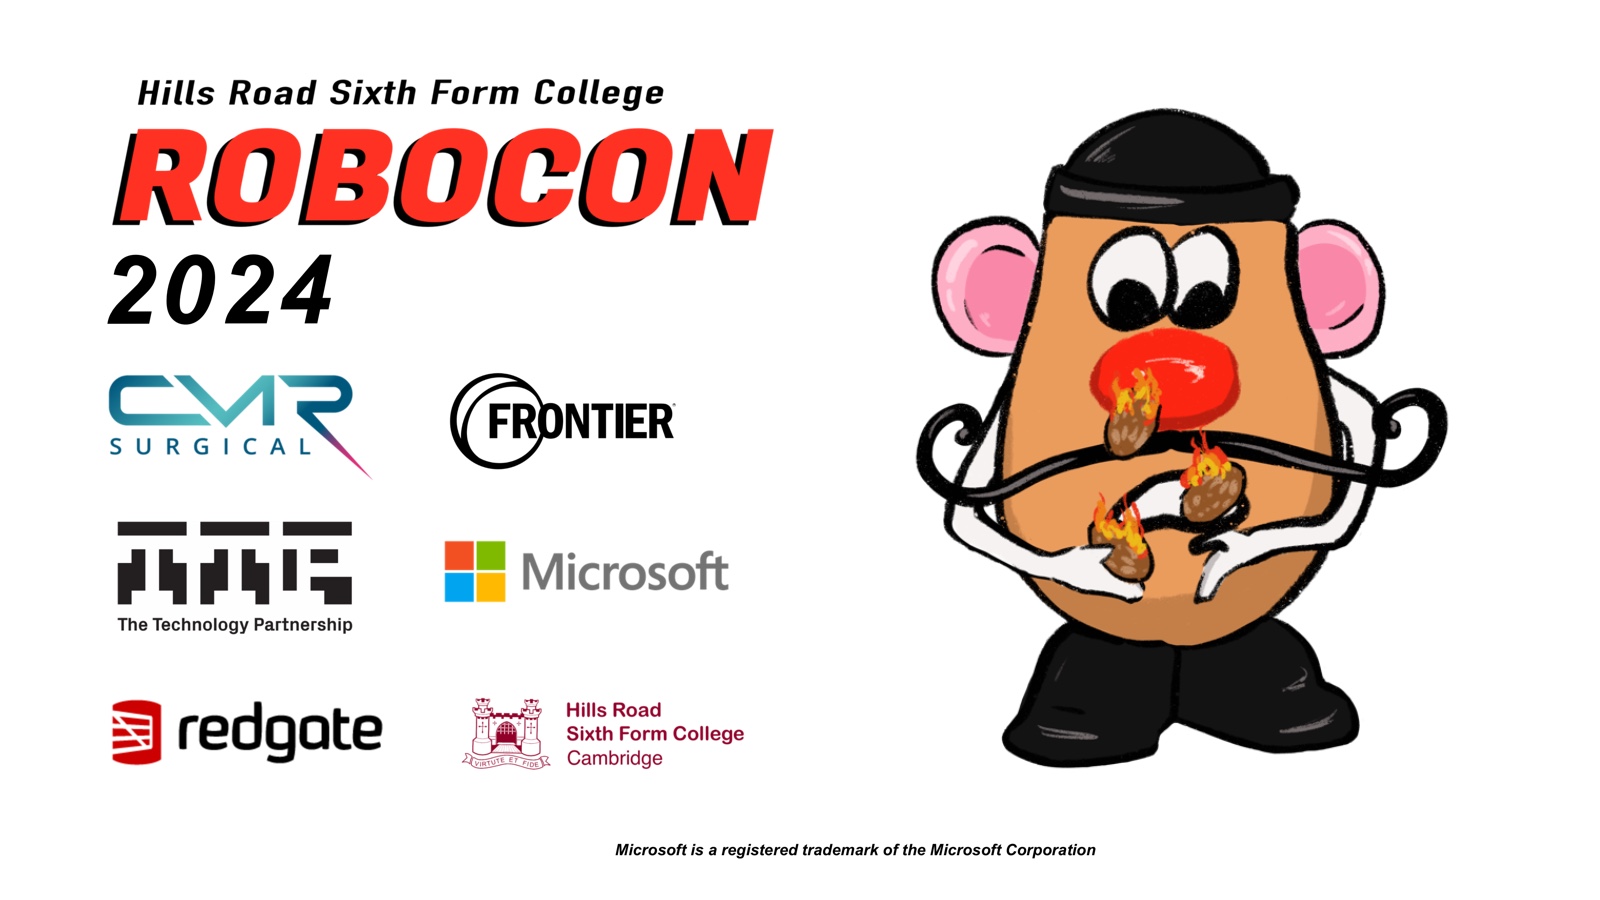 Hills Road Sixth Form College
ROBOCON
2024
CMR
SURGICAL
FRONTIER
TTP
The Technology Partnership
Microsoft
redgate
Hills Road
Sixth Form College
Cambridge
VIRTUTE ET FIDE
Microsoft is a registered trademark of the Microsoft Corporation